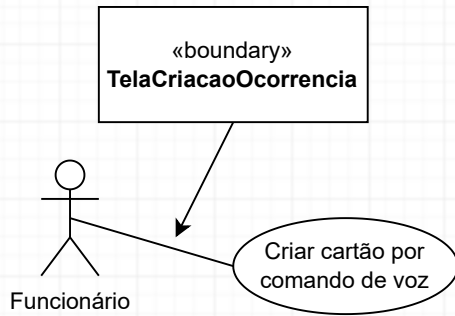 «boundary»
TelaCriacaoOcorrencia
Criar cartão por
comando de voz
Funcionário